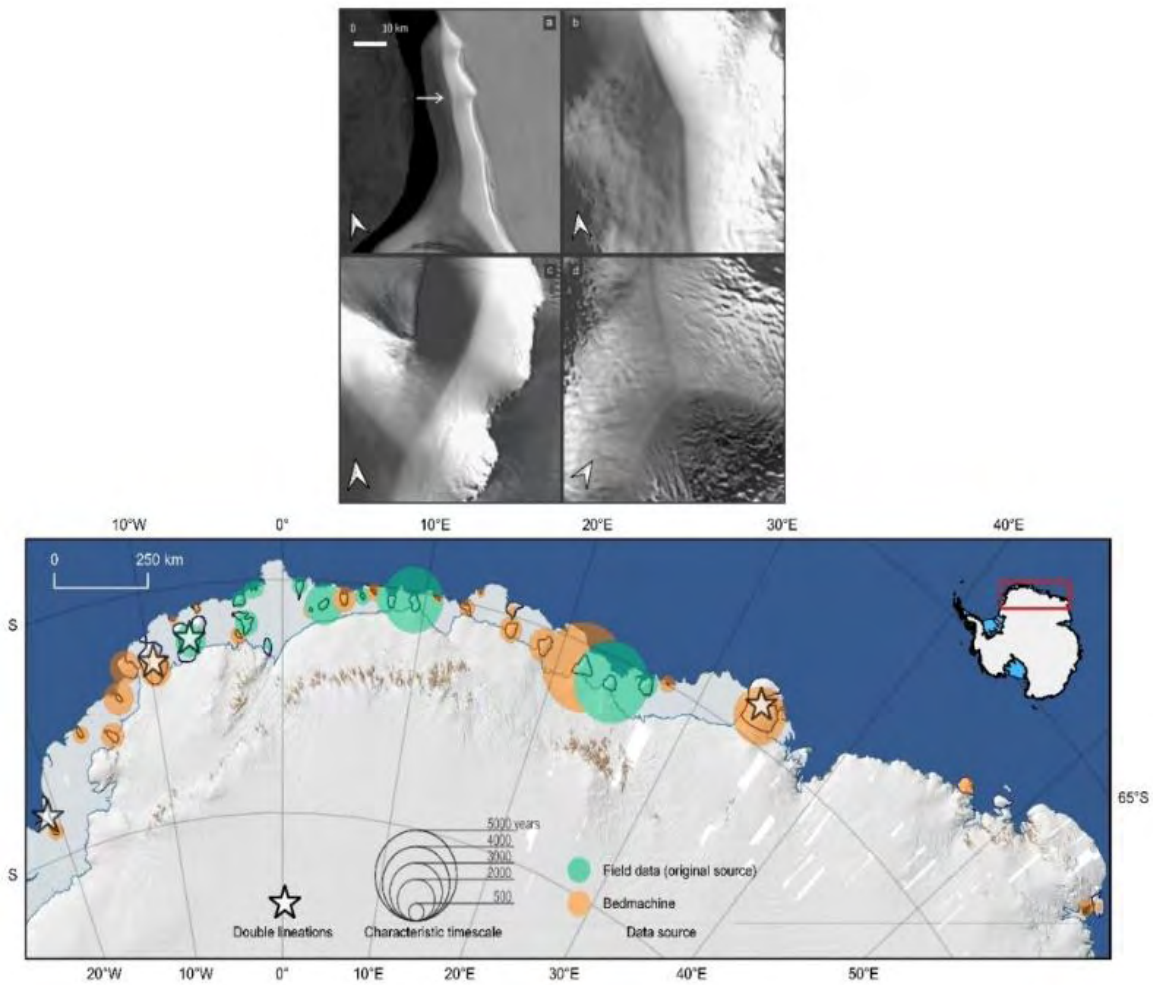 0 10 km
a
b
c
d
10°W 0° 10°E 20°E 30°E 40°E
0 250 km
S
65°S
S
5000 years
4000
3000
2000
500
Field data (original source)
Bedmachine
Double lineations Characteristic timescale Data source
20°W 10°W 0° 10°E 20°E 30°E 40°E 50°E